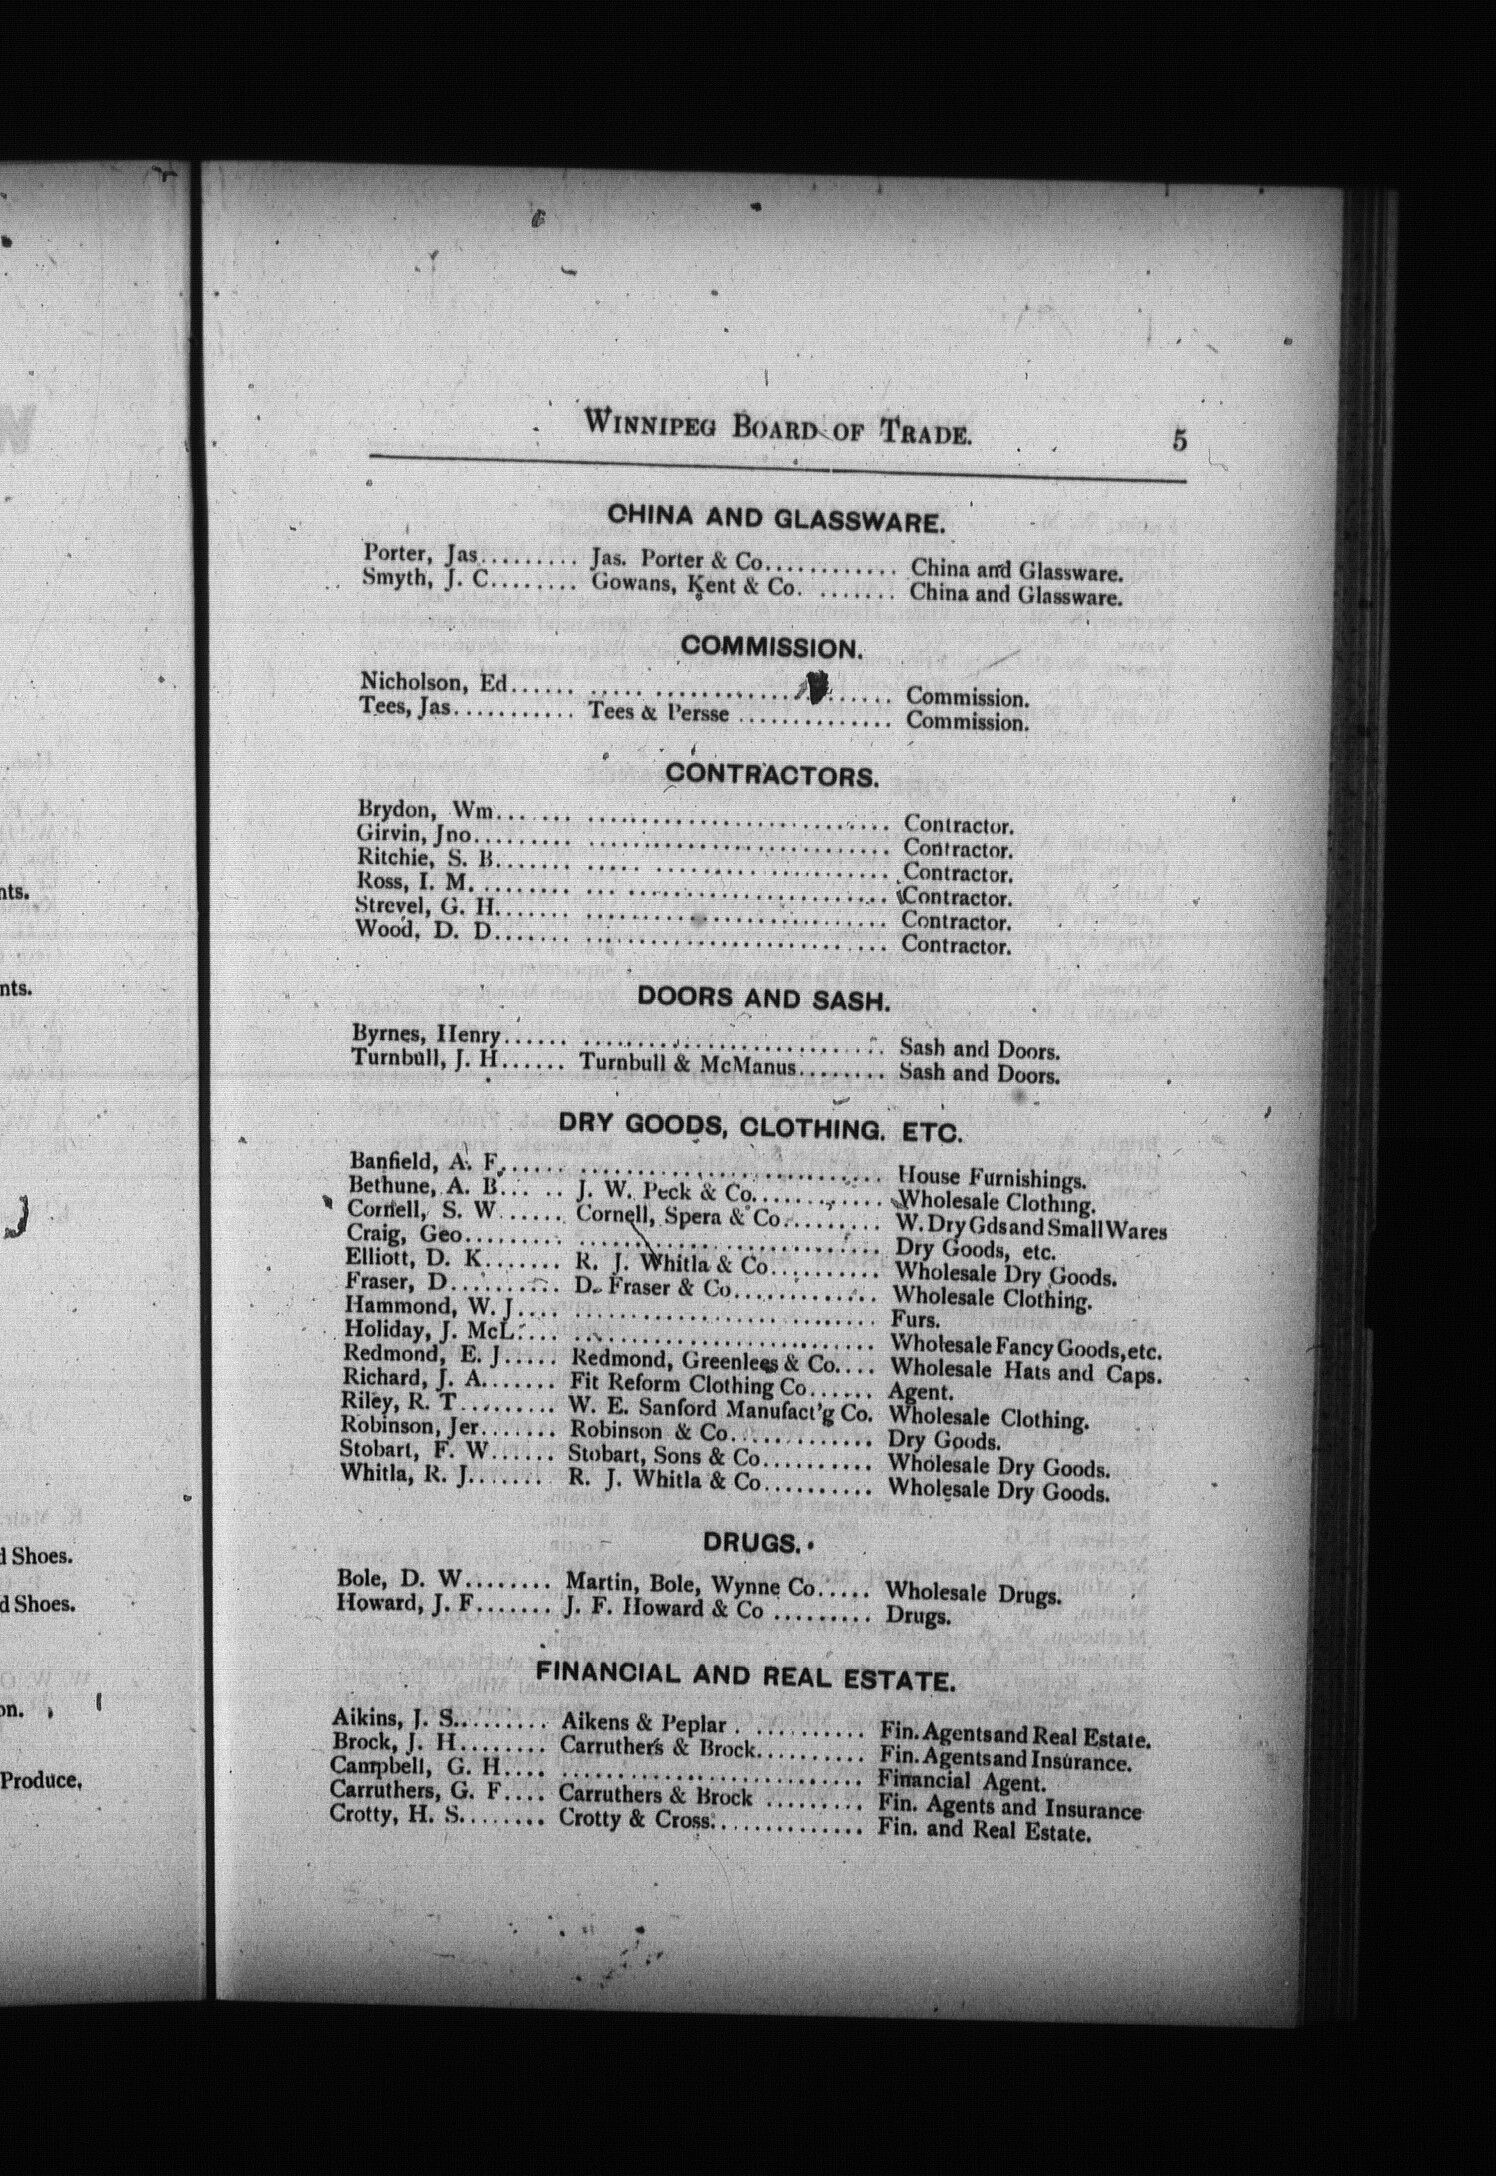 nts.
nts.
d Shoes.
d Shoes.
on.
Produce,
WINNIPEG BOARD OF TRADE. 5
CHINA AND GLASSWARE.
Porter, Jas......... Jas. Porter & Co............ China and Glassware.
Smyth, J. C........ Gowans, Kent & Co. ....... China and Glassware.
COMMISSION.
Nicholson, Ed...... ..... ..................... Commission.
Tees, Jas........... Tees & Persse .............. Commission.
CONTRACTORS.
Brydon, Wm....... ........................... Contractor.
Girvin, Jno......... ........................... Contractor.
Ritchie, S. B....... ..... .................... Contractor.
Ross, I. M. ........ ... ....................... Contractor.
Strevel, G. H....... ........................... Contractor.
Wood, D. D....... ........................... Contractor.
DOORS AND SASH.
Byrnes, Henry...... ........................... Sash and Doors.
Turnbull, J. H...... Turnbull & McManus........ Sash and Doors.
DRY GOODS, CLOTHING. ETC.
Banfield, A. F...... ........................... House Furnishings.
Bethune, A. B... .. J. W. Peck & Co............ Wholesale Clothing.
Cornell, S. W...... Cornell, Spera & Co......... W. Dry Gds and Small Wares
Craig, Geo......... ........................... Dry Goods, etc.
Elliott, D. K....... R. J. Whitla & Co.......... Wholesale Dry Goods.
Fraser, D.......... D. Fraser & Co............. Wholesale Clothing.
Hammond, W. J.... ........................... Furs.
Holiday, J. McL.... ........................... Wholesale Fancy Goods, etc.
Redmond, E. J..... Redmond, Greenlees & Co.... Wholesale Hats and Caps.
Richard, J. A....... Fit Reform Clothing Co...... Agent.
Riley, R. T......... W. E. Sanford Manufact'g Co. Wholesale Clothing.
Robinson, Jer....... Robinson & Co............. Dry Goods.
Stobart, F. W...... Stobart, Sons & Co.......... Wholesale Dry Goods.
Whitla, R. J....... R. J. Whitla & Co.......... Wholesale Dry Goods.
DRUGS.
Bole, D. W........ Martin, Bole, Wynne Co..... Wholesale Drugs.
Howard, J. F....... J. F. Howard & Co ......... Drugs.
FINANCIAL AND REAL ESTATE.
Aikins, J. S......... Aikens & Peplar . .......... Fin. Agents and Real Estate.
Brock, J. H........ Carruthers & Brock.......... Fin. Agents and Insurance.
Campbell, G. H.... ........................... Financial Agent.
Carruthers, G. F.... Carruthers & Brock ......... Fin. Agents and Insurance
Crotty, H. S........ Crotty & Cross.............. Fin. and Real Estate.